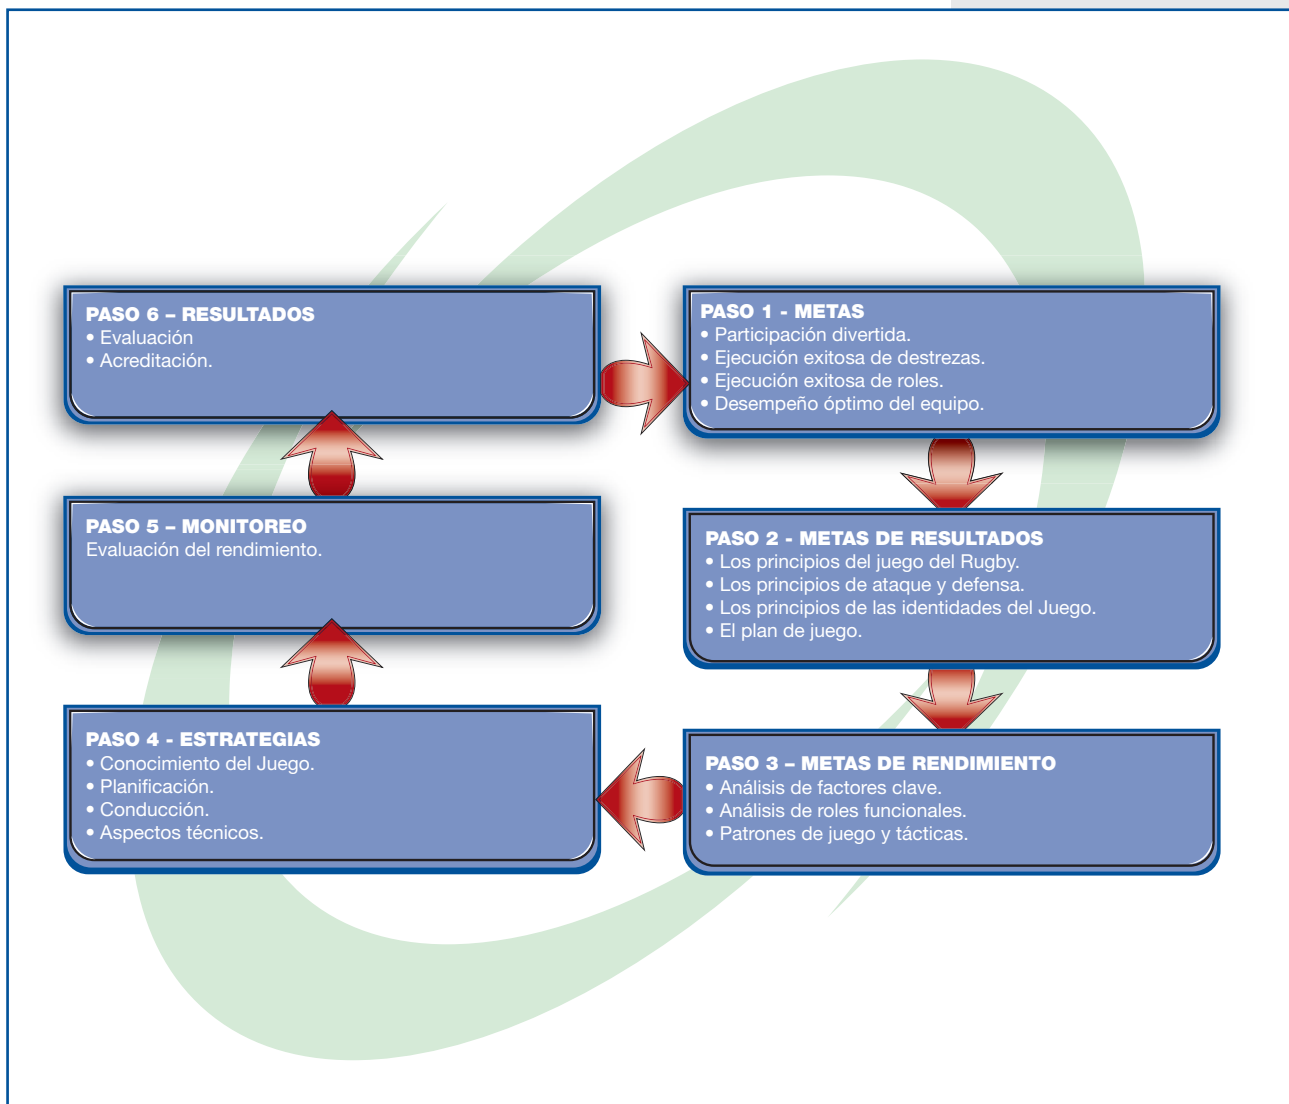 PASO 6 – RESULTADOS
• Evaluación
• Acreditación.
PASO 1 - METAS
• Participación divertida.
• Ejecución exitosa de destrezas.
• Ejecución exitosa de roles.
• Desempeño óptimo del equipo.
PASO 5 – MONITOREO
Evaluación del rendimiento.
PASO 2 - METAS DE RESULTADOS
• Los principios del juego del Rugby.
• Los principios de ataque y defensa.
• Los principios de las identidades del Juego.
• El plan de juego.
PASO 4 - ESTRATEGIAS
• Conocimiento del Juego.
• Planificación.
• Conducción.
• Aspectos técnicos.
PASO 3 – METAS DE RENDIMIENTO
• Análisis de factores clave.
• Análisis de roles funcionales.
• Patrones de juego y tácticas.